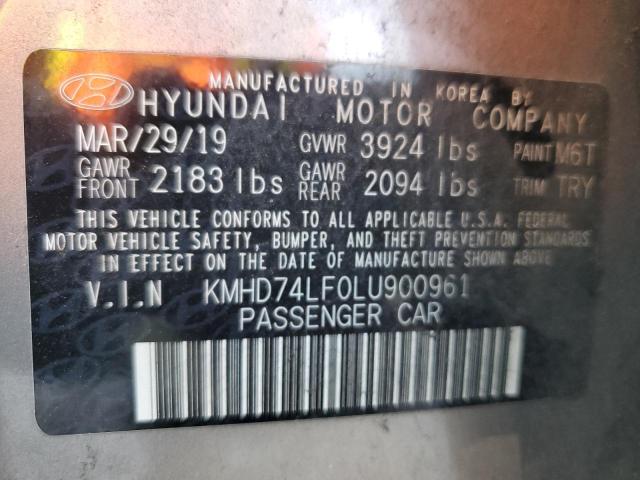 MANUFACTURED IN KOREA BY
HYUNDAI MOTOR COMPANY
MAR/29/19 GVWR 3924 lbs PAINT M6T
GAWR FRONT 2183 lbs GAWR REAR 2094 lbs TRIM TRY
THIS VEHICLE CONFORMS TO ALL APPLICABLE U.S.A. FEDERAL
MOTOR VEHICLE SAFETY, BUMPER, AND THEFT PREVENTION STANDARDS
IN EFFECT ON THE DATE OF MANUFACTURE SHOWN ABOVE
V.I.N KMHD74LF0LU900961
PASSENGER CAR